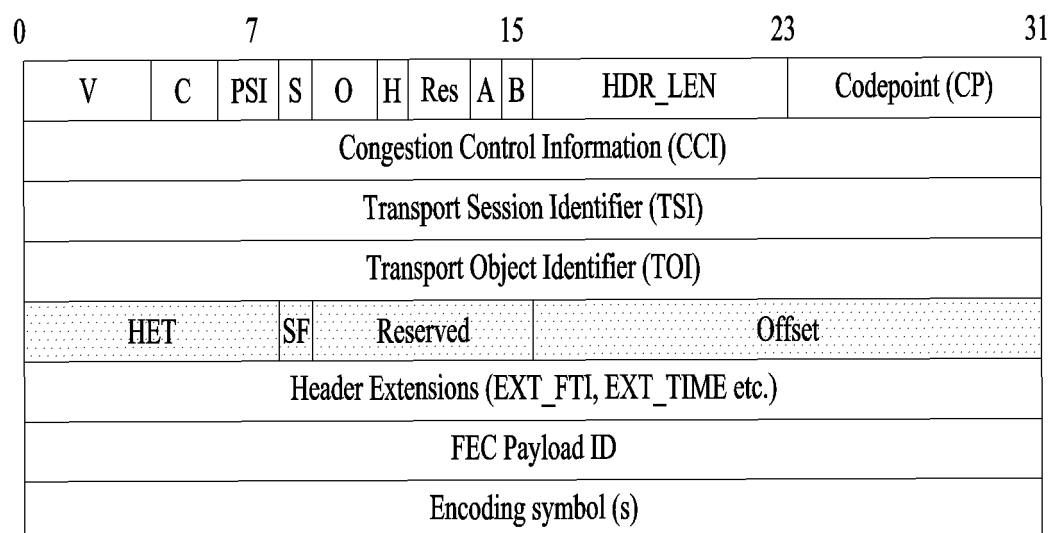 0 7 15 23 31
V C PSI S O H Res A B HDR_LEN Codepoint (CP)
Congestion Control Information (CCI)
Transport Session Identifier (TSI)
Transport Object Identifier (TOI)
HET SF Reserved Offset
Header Extensions (EXT_FTI, EXT_TIME etc.)
FEC Payload ID
Encoding symbol (s)